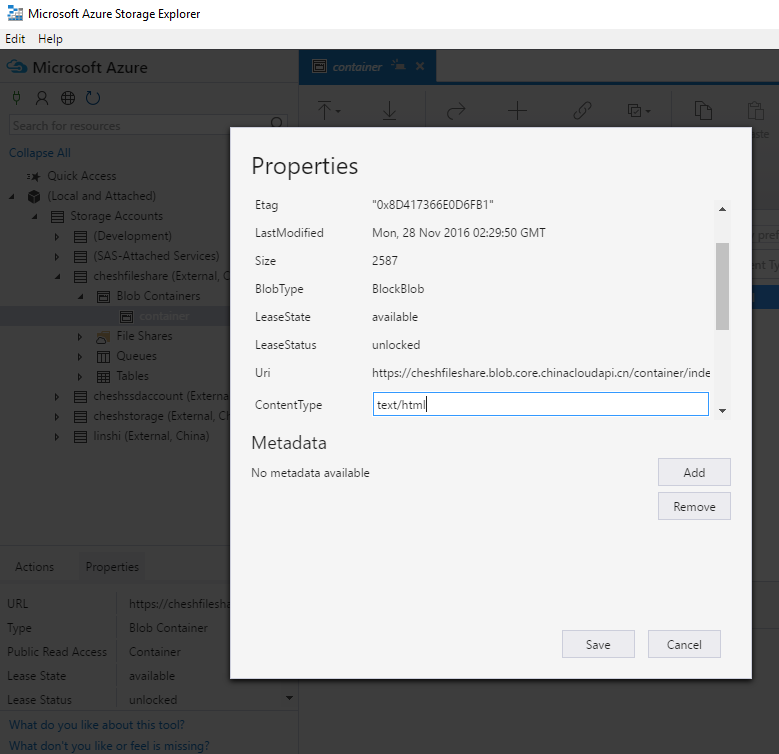 Microsoft Azure Storage Explorer
Edit Help
Microsoft Azure
container
Search for resources
Collapse All
Quick Access
(Local and Attached)
Storage Accounts
(Development)
(SAS-Attached Services)
cheshfileshare (External, C
Blob Containers
container
File Shares
Queues
Tables
cheshssdaccount (Externa
cheshstorage (External, C
linshi (External, China)
Actions Properties
URL https://cheshfilesha
Type Blob Container
Public Read Access Container
Lease State available
Lease Status unlocked
What do you like about this tool?
What don't you like or feel is missing?
Properties
Etag "0x8D417366E0D6FB1"
LastModified Mon, 28 Nov 2016 02:29:50 GMT
Size 2587
BlobType BlockBlob
LeaseState available
LeaseStatus unlocked
Uri https://cheshfileshare.blob.core.chinacloudapi.cn/container/inde
ContentType text/html
Metadata
No metadata available
Add
Remove
Save Cancel
aste
pref
ent Ty